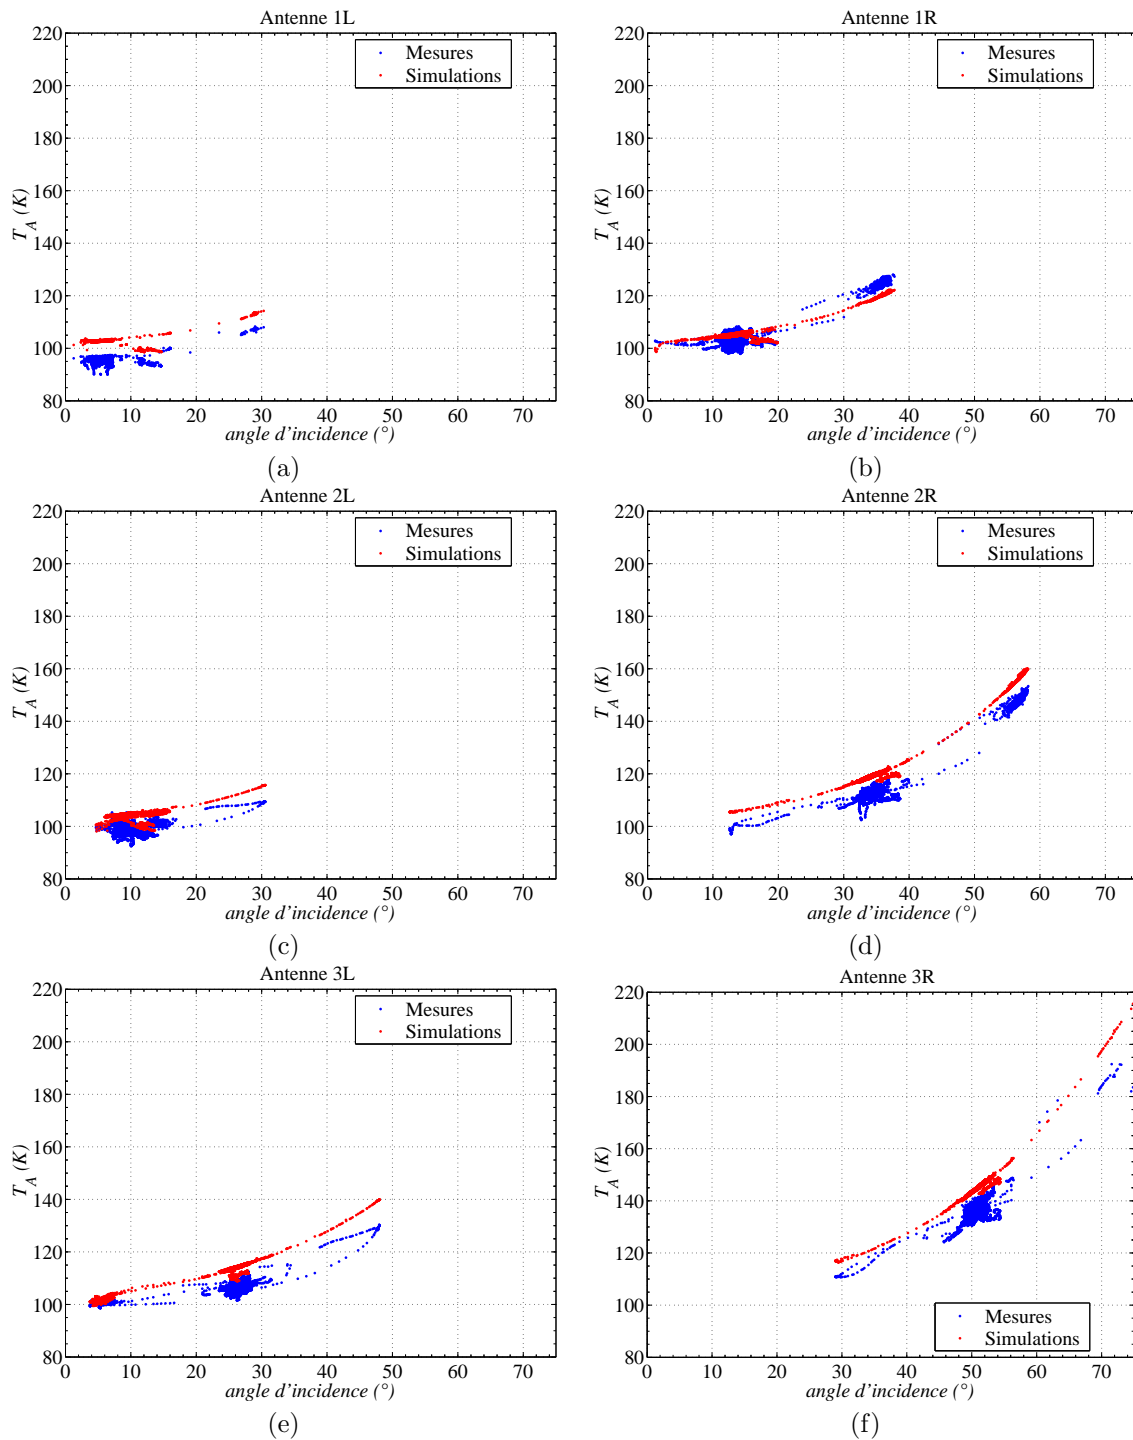 Antenne 1L
Mesures
Simulations
220
200
180
160
140
120
100
80
T_A (K)
0 10 20 30 40 50 60 70
angle d'incidence (°)
(a)
Antenne 1R
Mesures
Simulations
220
200
180
160
140
120
100
80
T_A (K)
0 10 20 30 40 50 60 70
angle d'incidence (°)
(b)
Antenne 2L
Mesures
Simulations
220
200
180
160
140
120
100
80
T_A (K)
0 10 20 30 40 50 60 70
angle d'incidence (°)
(c)
Antenne 2R
Mesures
Simulations
220
200
180
160
140
120
100
80
T_A (K)
0 10 20 30 40 50 60 70
angle d'incidence (°)
(d)
Antenne 3L
Mesures
Simulations
220
200
180
160
140
120
100
80
T_A (K)
0 10 20 30 40 50 60 70
angle d'incidence (°)
(e)
Antenne 3R
220
200
180
160
140
120
100
80
T_A (K)
Mesures
Simulations
0 10 20 30 40 50 60 70
angle d'incidence (°)
(f)